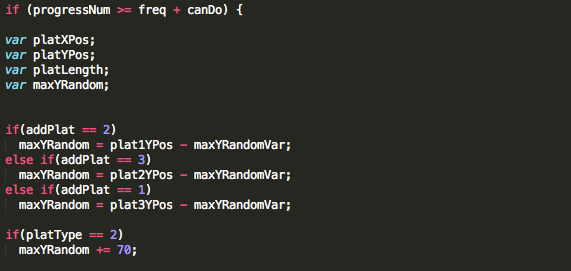 if (progressNum >= freq + canDo) {
var platXPos;
var platYPos;
var platLength;
var maxYRandom;
if(addPlat == 2)
maxYRandom = plat1YPos - maxYRandomVar;
else if(addPlat == 3)
maxYRandom = plat2YPos - maxYRandomVar;
else if(addPlat == 1)
maxYRandom = plat3YPos - maxYRandomVar;
if(platType == 2)
maxYRandom += 70;